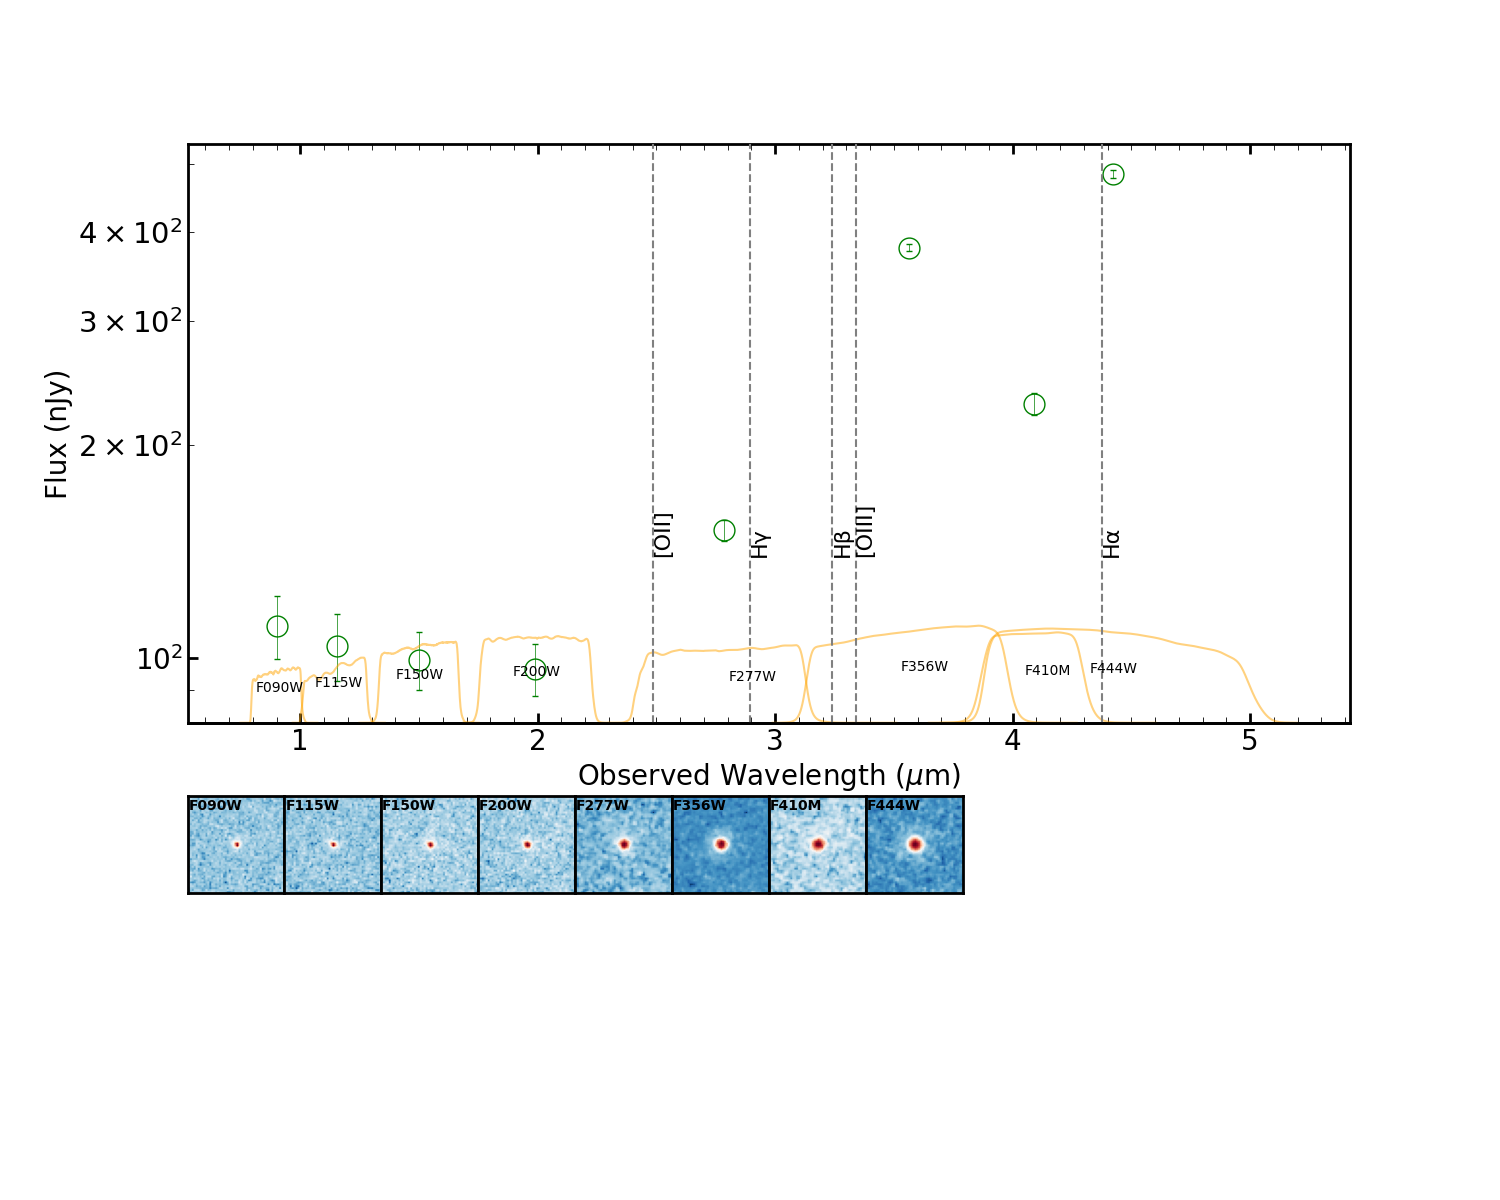 Flux (nJy)
4 × 10²
3 × 10²
2 × 10²
10²
[OII]
Hγ
Hβ
[OIII]
Hα
F090W
F115W
F150W
F200W
F277W
F356W
F410M
F444W
1 2 3 4 5
Observed Wavelength (μm)
F090W F115W F150W F200W F277W F356W F410M F444W